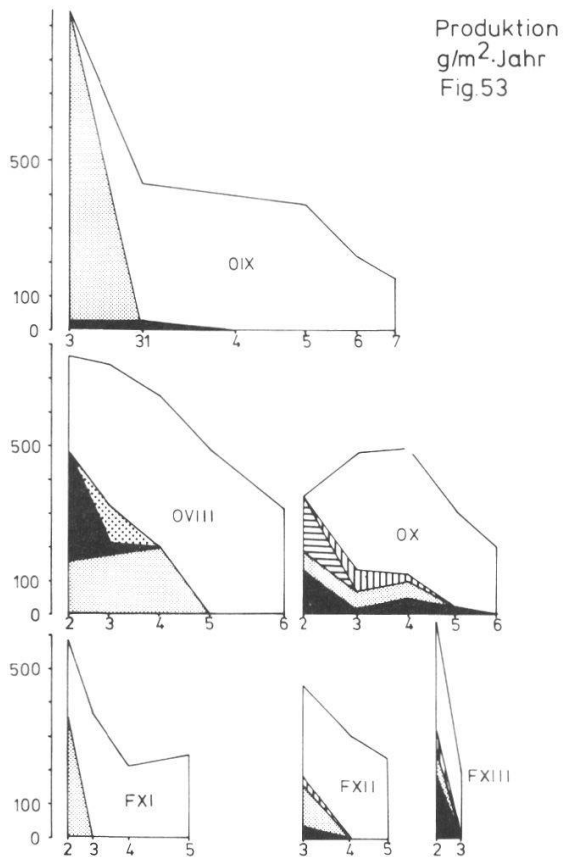 Produktion
g/m²·Jahr
Fig.53
500
100
0
OIX
3 31 4 5 6 7
500
100
0
OVIII
OX
2 3 4 5 6 2 3 4 5 6
500
100
0
FXI
FXII
FXIII
2 3 4 5 3 4 5 2 3